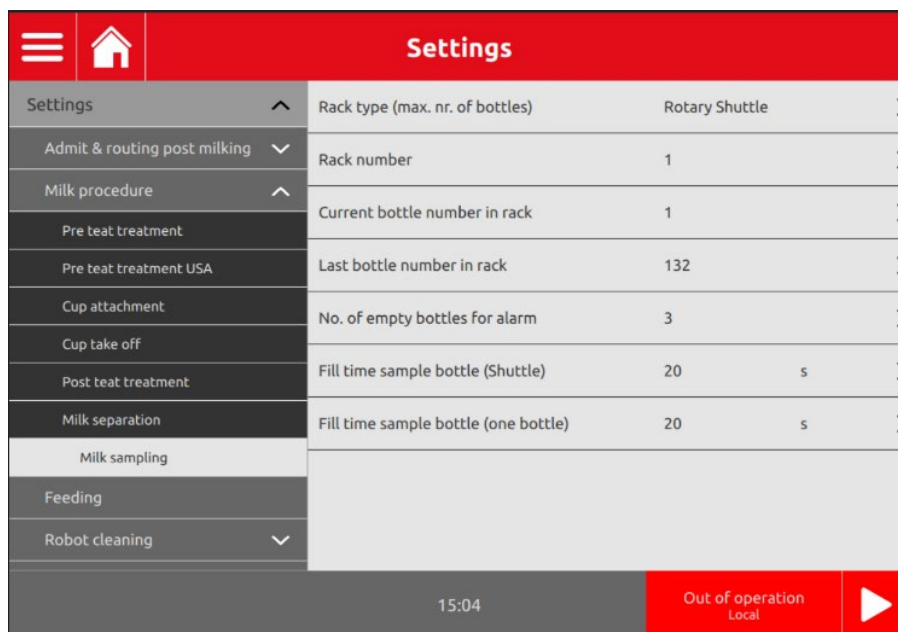 Settings
Settings
Admit & routing post milking
Milk procedure
Pre teat treatment
Pre teat treatment USA
Cup attachment
Cup take off
Post teat treatment
Milk separation
Milk sampling
Feeding
Robot cleaning
Rack type (max. nr. of bottles) Rotary Shuttle
Rack number 1
Current bottle number in rack 1
Last bottle number in rack 132
No. of empty bottles for alarm 3
Fill time sample bottle (Shuttle) 20 s
Fill time sample bottle (one bottle) 20 s
15:04
Out of operation
Local